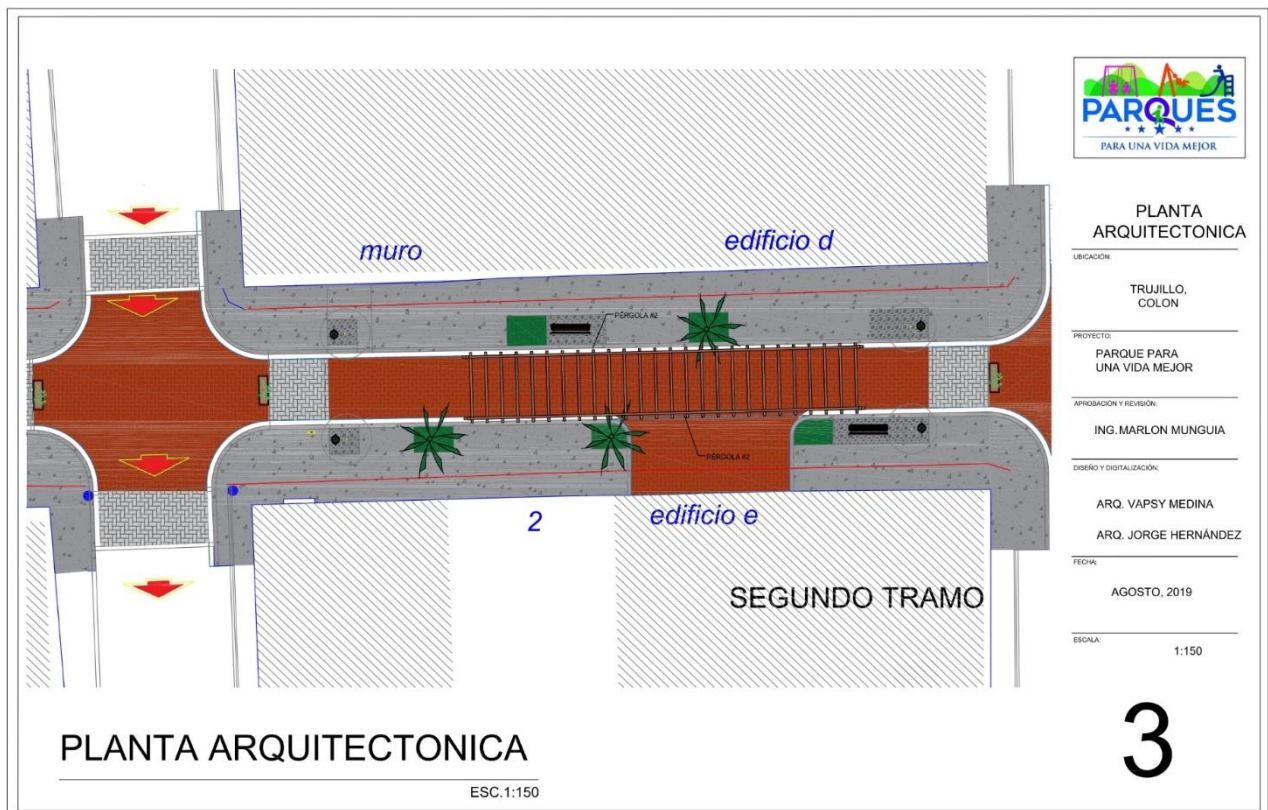 muro
edificio d
PÉRGOLA #2
PÉRGOLA #2
2
edificio e
SEGUNDO TRAMO
PLANTA ARQUITECTONICA
ESC.1:150
PARQUES
PARA UNA VIDA MEJOR
PLANTA
ARQUITECTONICA
UBICACIÓN:
TRUJILLO,
COLON
PROYECTO:
PARQUE PARA
UNA VIDA MEJOR
APROBACIÓN Y REVISIÓN:
ING. MARLON MUNGUIA
DISEÑO Y DIGITALIZACIÓN:
ARQ. VAPSY MEDINA
ARQ. JORGE HERNÁNDEZ
FECHA:
AGOSTO, 2019
ESCALA:
1:150
3